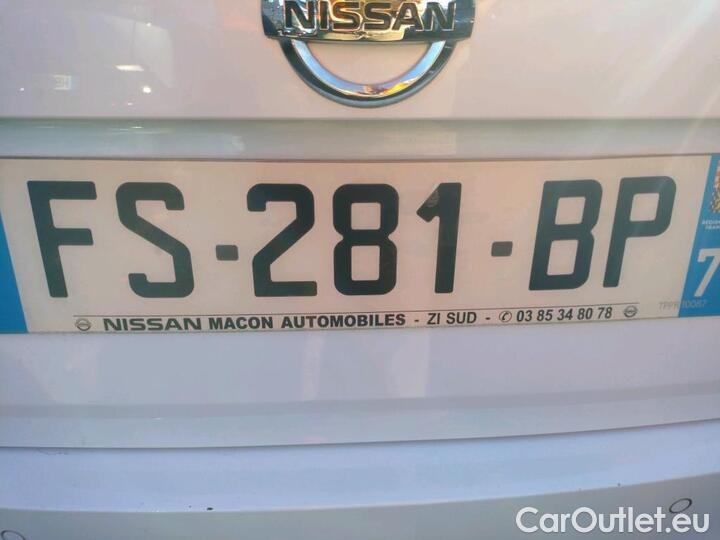 NISSAN
FS-281-BP
7
NISSAN MACON AUTOMOBILES - ZI SUD - ✆ 03 85 34 80 78
CarOutlet.eu